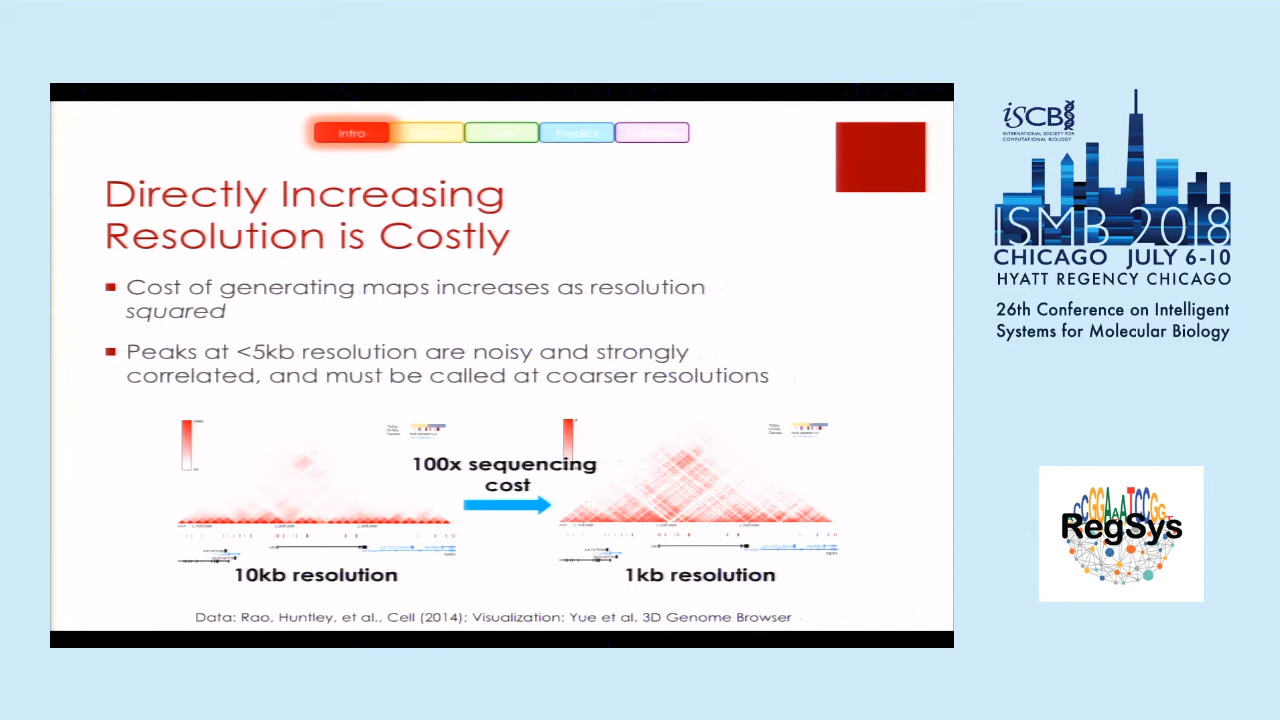 Intro
Predict
Directly Increasing
Resolution is Costly
Cost of generating maps increases as resolution
squared
Peaks at <5kb resolution are noisy and strongly
correlated, and must be called at coarser resolutions
100x sequencing
cost
10kb resolution
1kb resolution
Data: Rao, Huntley, et al., Cell (2014); Visualization: Yue et al, 3D Genome Browser
iSCB
INTERNATIONAL SOCIETY FOR
COMPUTATIONAL BIOLOGY
ISMB 2018
CHICAGO JULY 6-10
HYATT REGENCY CHICAGO
26th Conference on Intelligent
Systems for Molecular Biology
RegSys